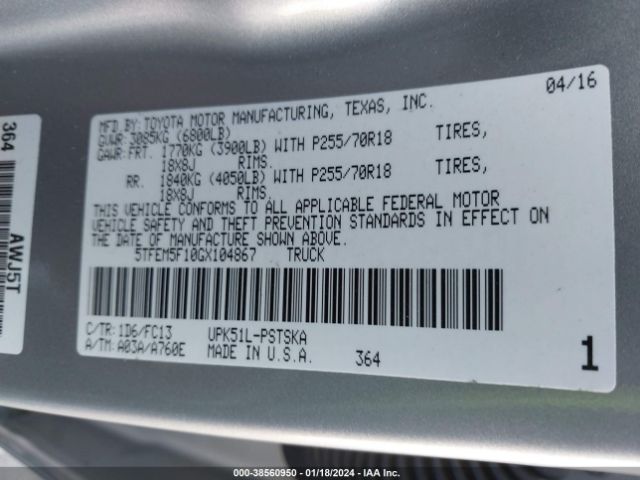 04/16
MFD.BY:TOYOTA MOTOR MANUFACTURING, TEXAS, INC.
GVWR:3085KG (6800LB)
GAWR:FRT. 1770KG (3900LB) WITH P255/70R18 TIRES,
18X8J RIMS.
RR. 1840KG (4050LB) WITH P255/70R18 TIRES,
18X8J RIMS.
THIS VEHICLE CONFORMS TO ALL APPLICABLE FEDERAL MOTOR
VEHICLE SAFETY AND THEFT PREVENTION STANDARDS IN EFFECT ON
THE DATE OF MANUFACTURE SHOWN ABOVE.
5TFEM5F10GX104867 TRUCK
C/TR:1D6/FC13 UPK51L-PSTSKA
A/TM:A03A/A760E MADE IN U.S.A. 364 1
364
AWJ5T
000-38560950 - 01/18/2024 - IAA Inc.